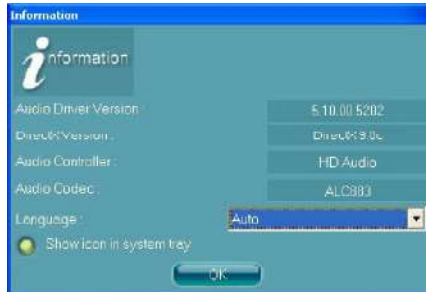 Information
information
Audio Driver Version : 5.10.00.5202
DirectX Version : DirectX 9.0c
Audio Controller : HD Audio
Audio Codec : ALC883
Language : Auto
Show icon in system tray
OK